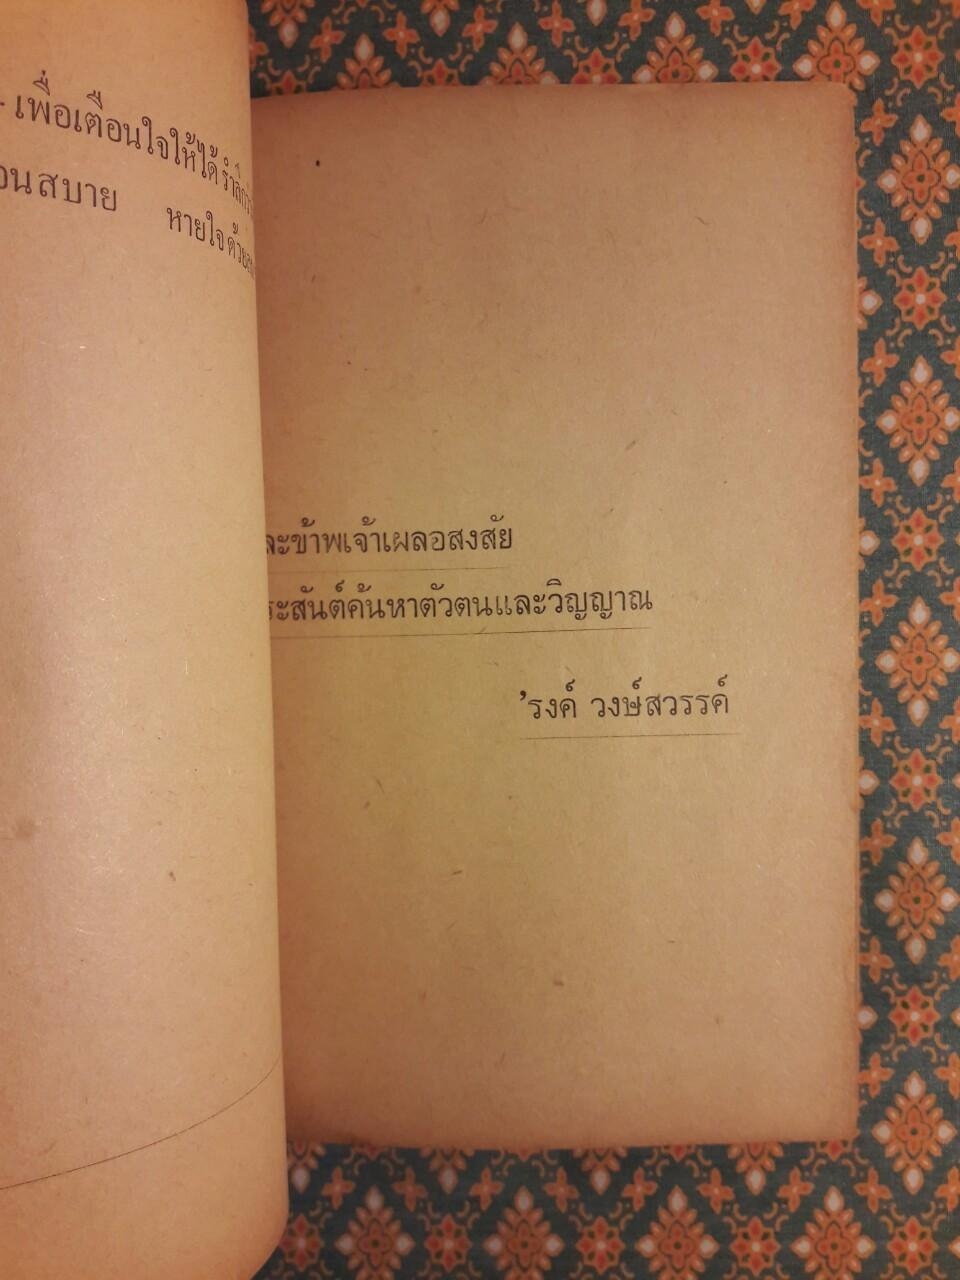 เพื่อเตือนใจให้ได้
อนสบาย หายใจด้วย
ละข้าพเจ้าเผลอสงสัย
ระสันต์ค้นหาตัวตนและวิญญาณ
’รงค์ วงษ์สวรรค์